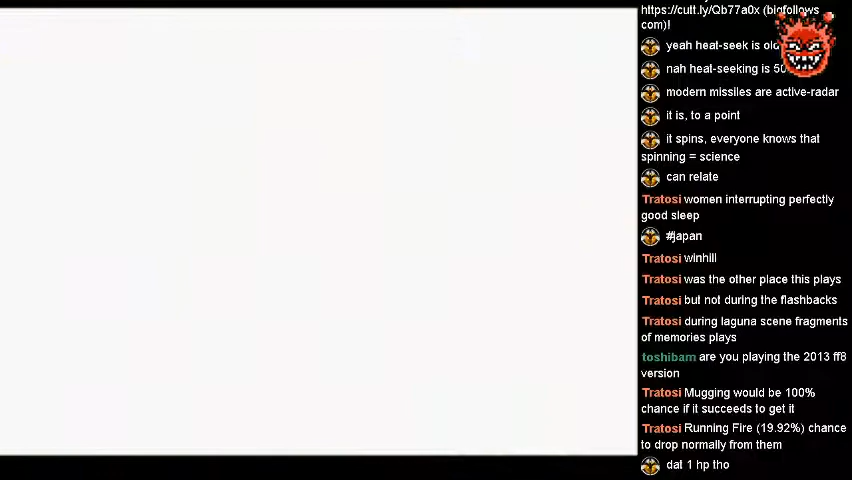 https://cutt.ly/Qb77a0x (bigfollows
com)!
yeah heal-seek is old
nah heal-seeking is 50
modern missiles are active-radar
it is, to a point
it spins, everyone knows that
spinning = science
can relate
Tratosi women interrupting perfectly
good sleep
#japan
Tratosi winhill
Tratosi was the other place this plays
Tratosi but not during the flashbacks
Tratosi during laguna scene fragments
of memories plays
toshibam are you playing the 2013 ff8
version
Tratosi Mugging would be 100%
chance if it succeeds to get it
Tratosi Running Fire (19.92%) chance
to drop normally from them
dat 1 hp tho